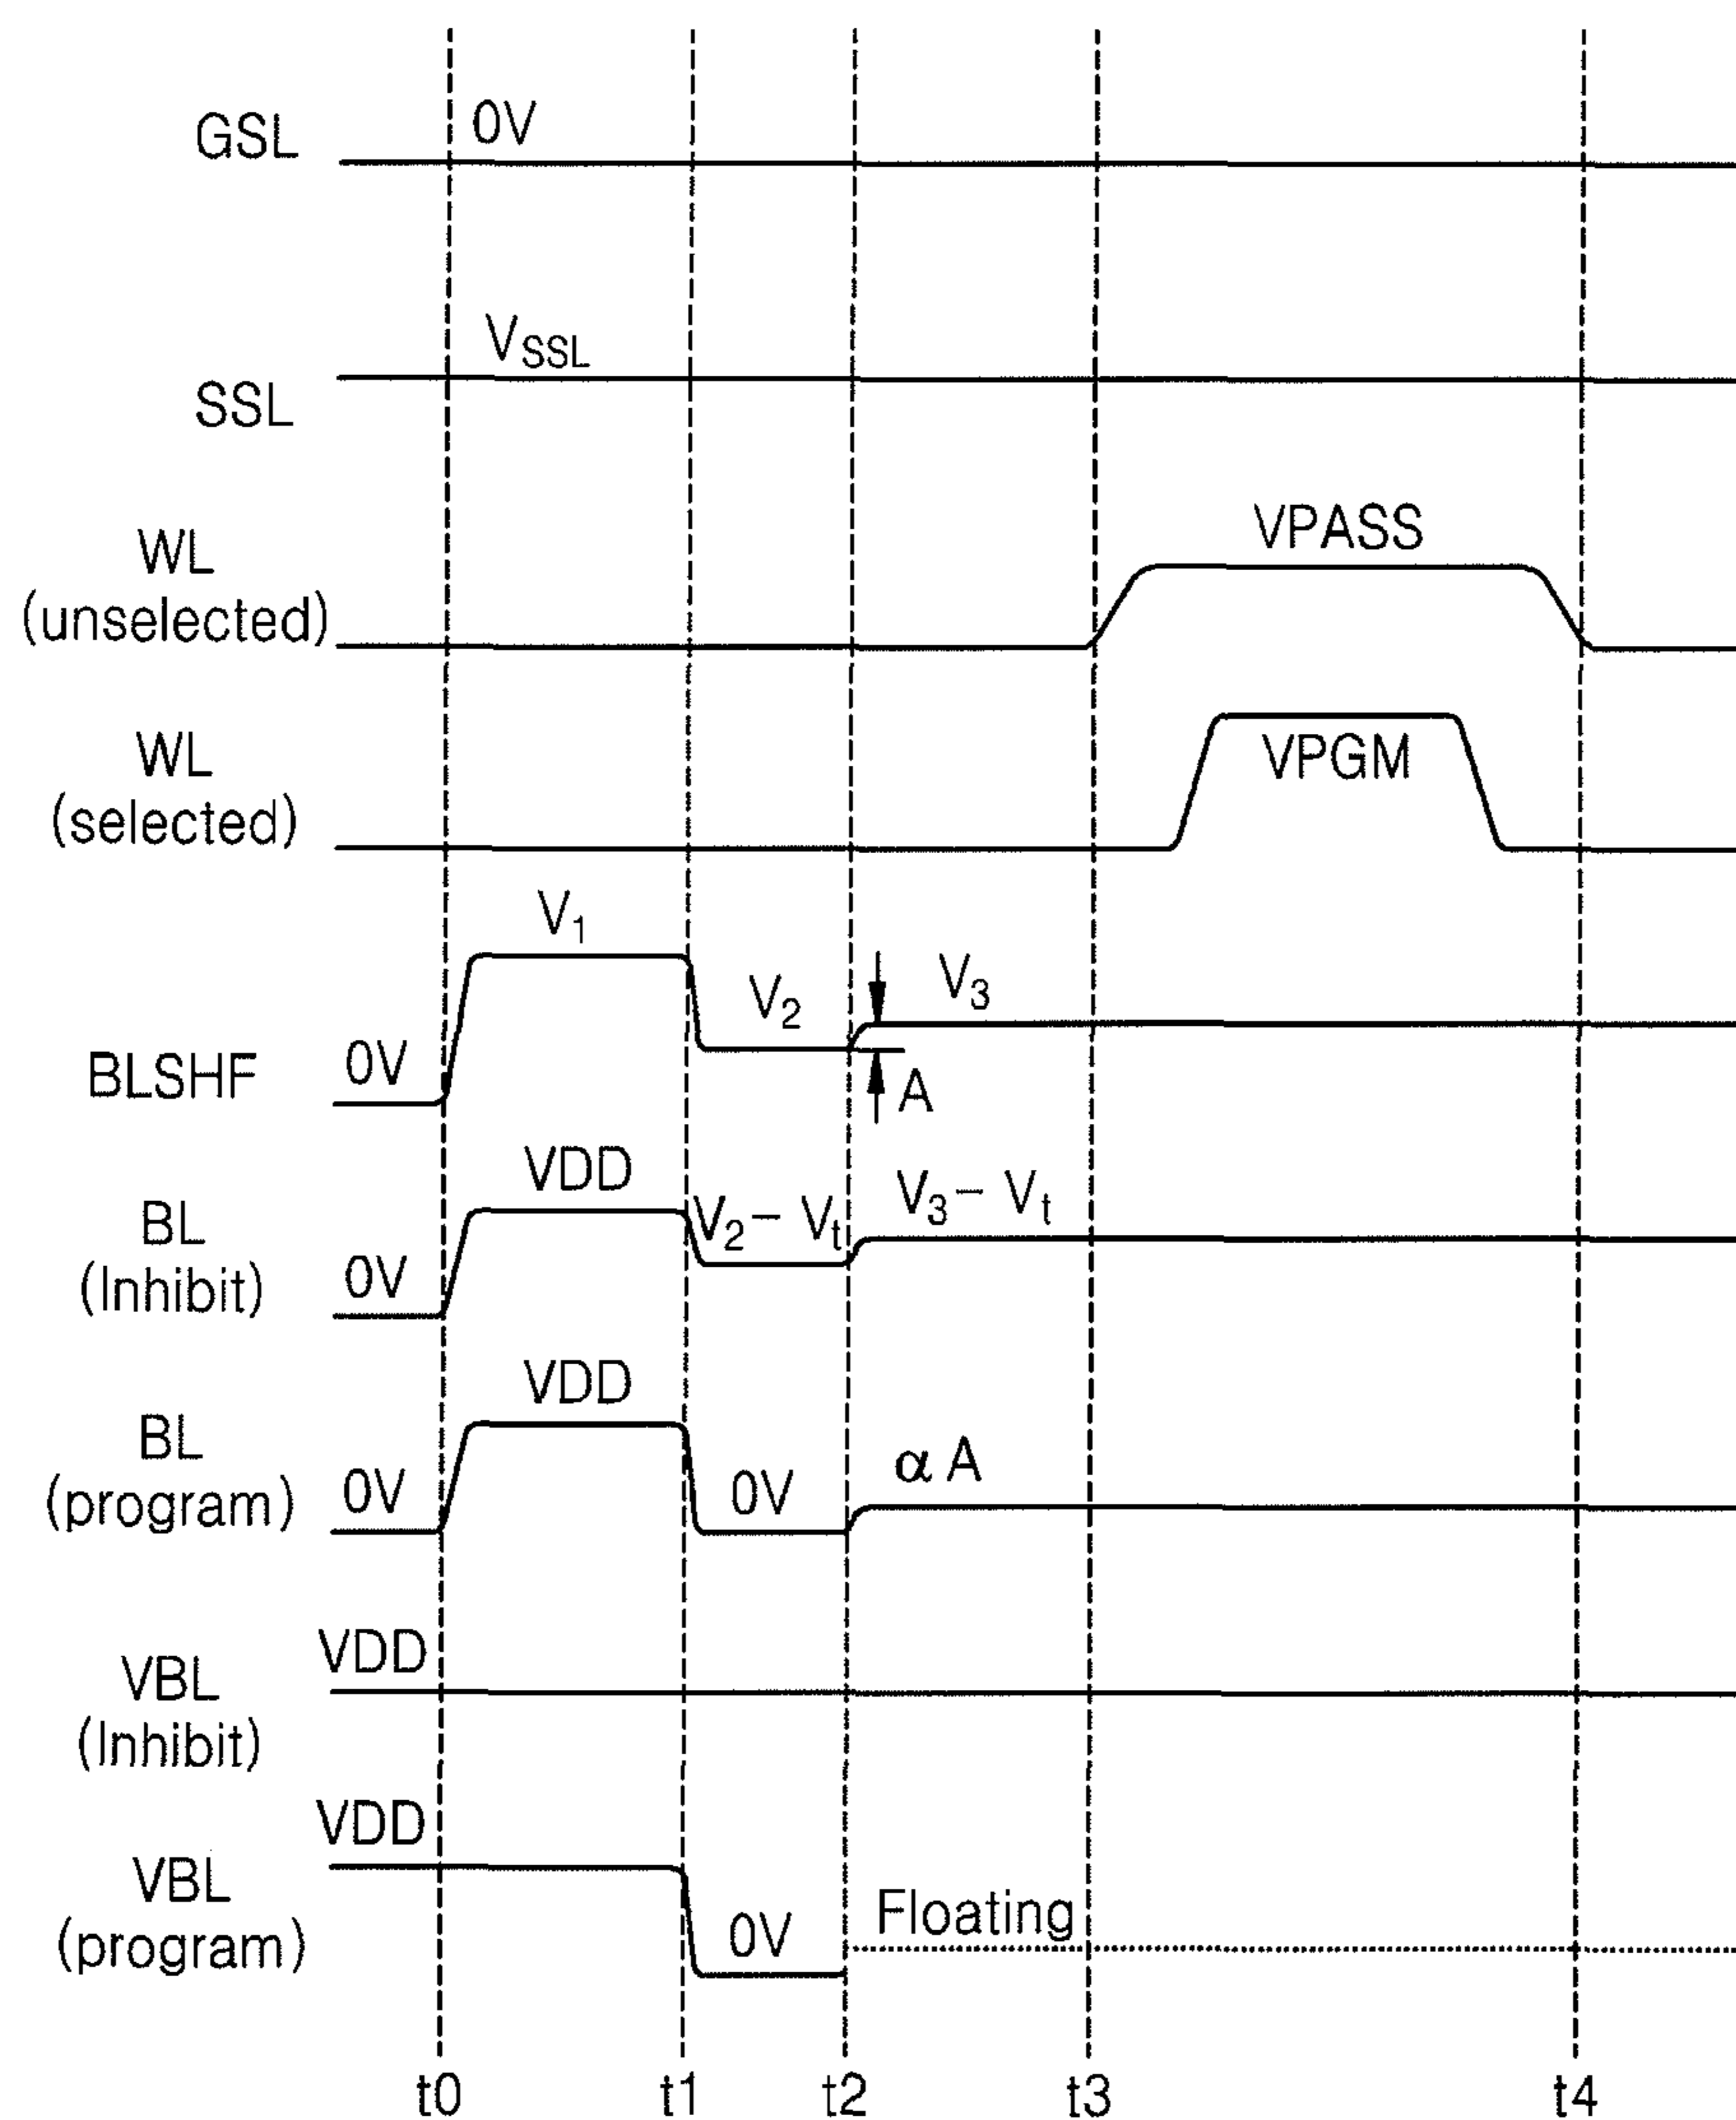 GSL 0V
SSL V_SSL
WL
(unselected)
VPASS
WL
(selected)
VPGM
BLSHF 0V V₁ V₂ V₃ A
BL
(Inhibit)
0V VDD V₂− Vₜ V₃− Vₜ
BL
(program)
0V VDD 0V α A
VBL
(Inhibit)
VDD
VBL
(program)
VDD 0V Floating
t0 t1 t2 t3 t4